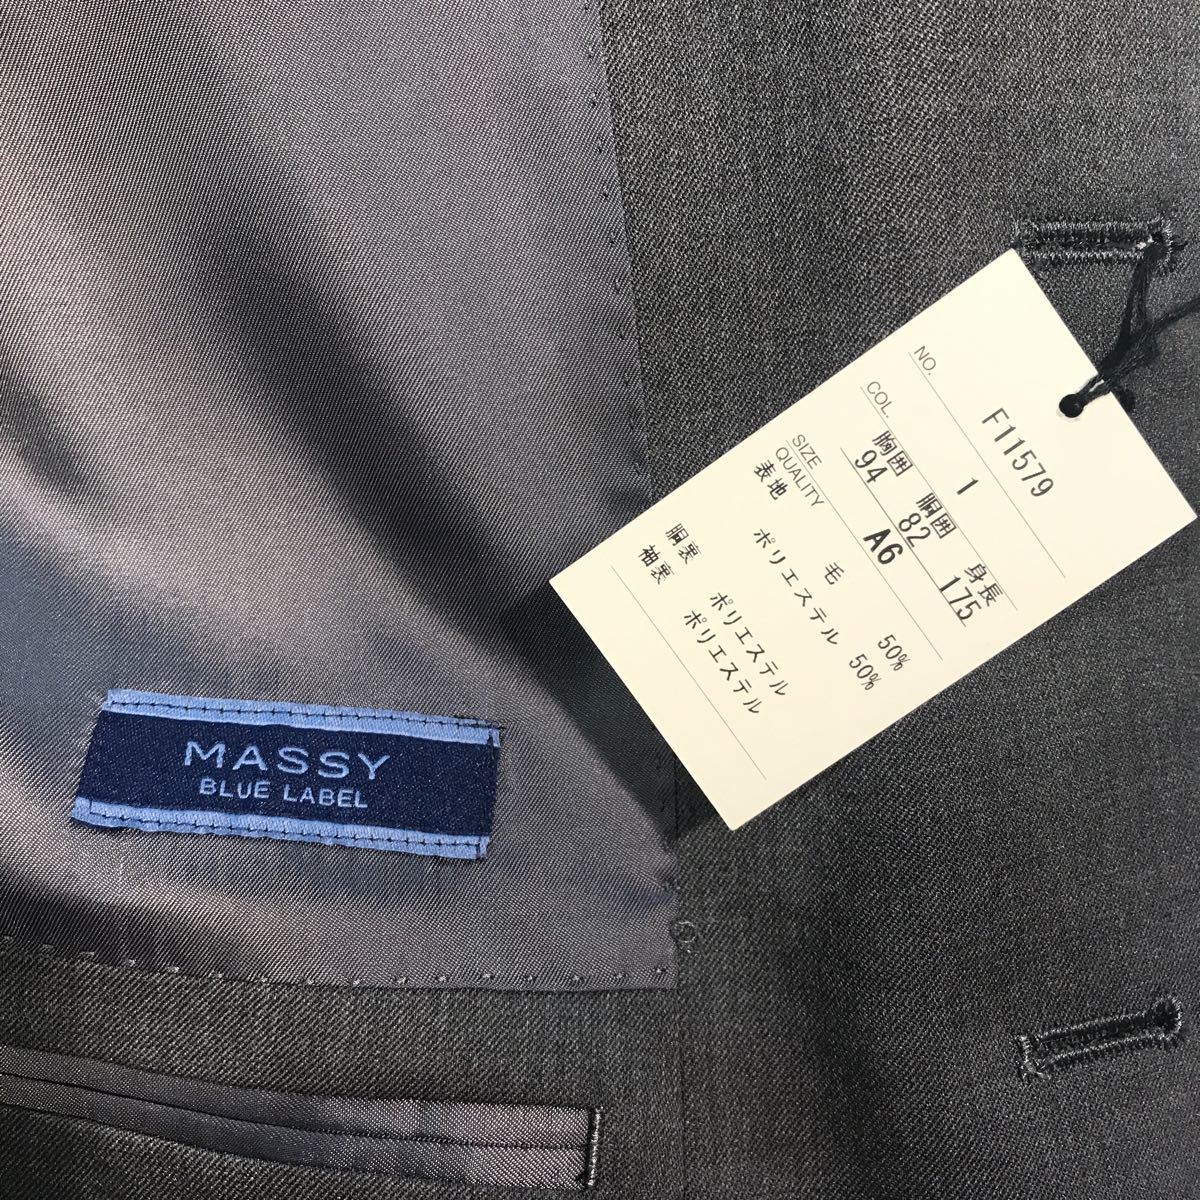 MASSY
BLUE LABEL
NO. F11579
COL. 1
胸囲 胴囲 身長
94 82 175
SIZE A6
QUALITY
表地 毛 50%
ポリエステル 50%
胴裏 ポリエステル
袖裏 ポリエステル